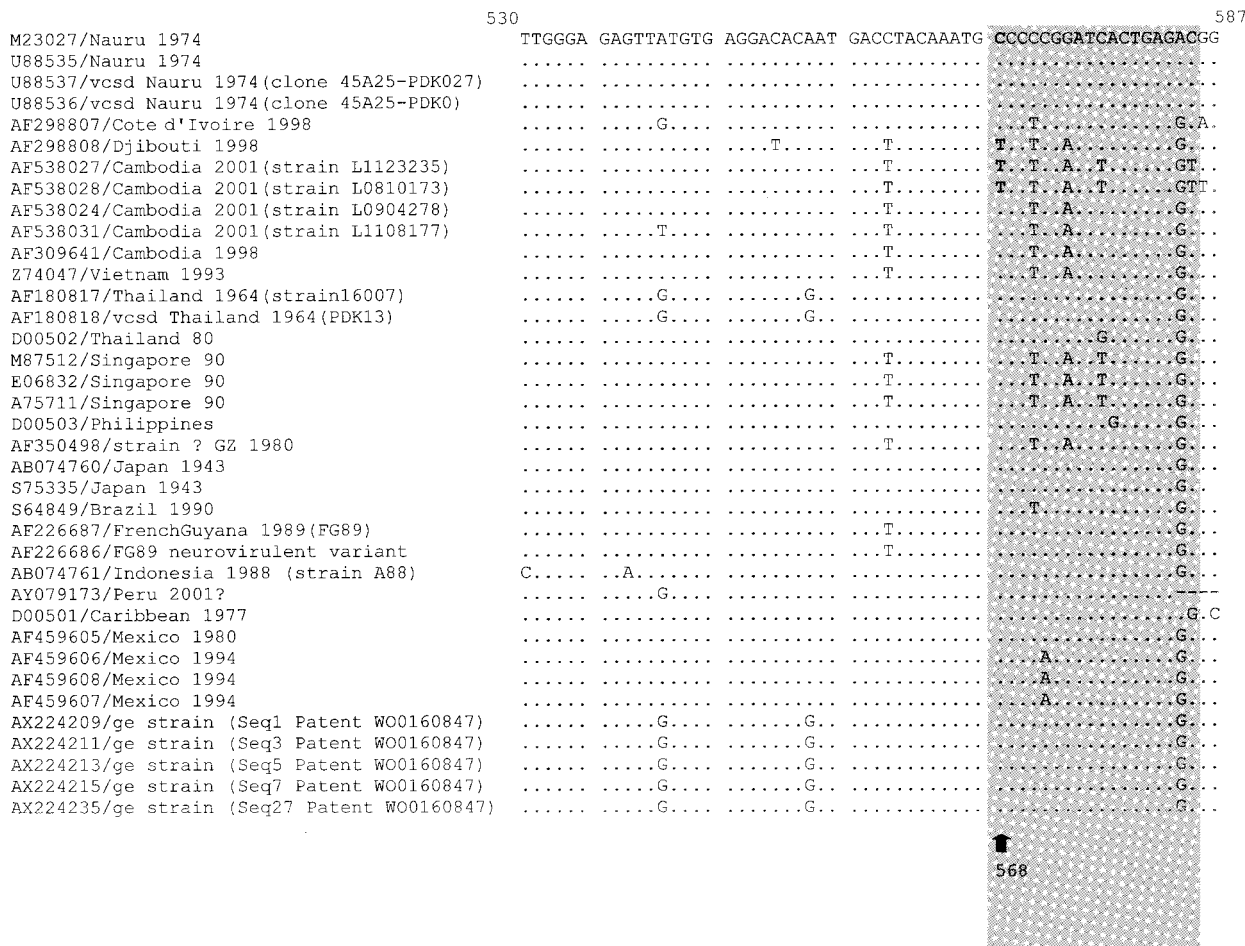 530 587
M23027/Nauru 1974 TTGGGA GAGTTATGTG AGGACACAAT GACCTACAAATG CCCCCGGATCACTGAGACGG
U88535/Nauru 1974 ...... .......... .......... ............ ....................
U88537/vcsd Nauru 1974(clone 45A25-PDK027) ...... .......... .......... ............ ....................
U88536/vcsd Nauru 1974(clone 45A25-PDK0) ...... .......... .......... ............ ....................
AF298807/Cote d'Ivoire 1998 ...... .....G.... .......... ............ ...T............G.A.
AF298808/Djibouti 1998 ...... .......... ....T..... ...T........ T..T..A.........G...
AF538027/Cambodia 2001(strain L1123235) ...... .......... .......... ...T........ T..T..A..T......GT..
AF538028/Cambodia 2001(strain L0810173) ...... .......... .......... ...T........ T..T..A..T......GTT.
AF538024/Cambodia 2001(strain L0904278) ...... .......... .......... ...T........ ...T..A.........G...
AF538031/Cambodia 2001(strain L1108177) ...... .....T.... .......... ...T........ ...T..A.........G...
AF309641/Cambodia 1998 ...... .......... .......... ...T........ ...T..A.........G...
Z74047/Vietnam 1993 ...... .......... .......... ...T........ ...T..A.........G...
AF180817/Thailand 1964(strain16007) ...... .....G.... .......G.. ............ ................G...
AF180818/vcsd Thailand 1964(PDK13) ...... .....G.... .......G.. ............ ................G...
D00502/Thailand 80 ...... .......... .......... ............ .........G......G...
M87512/Singapore 90 ...... .......... .......... ...T........ ...T..A..T......G...
E06832/Singapore 90 ...... .......... .......... ...T........ ...T..A..T......G...
A75711/Singapore 90 ...... .......... .......... ...T........ ...T..A..T......G...
D00503/Philippines ...... .......... .......... ............ ..........G.....G...
AF350498/strain ? GZ 1980 ...... .......... .......... ...T........ ...T..A.........G...
AB074760/Japan 1943 ...... .......... .......... ............ ................G...
S75335/Japan 1943 ...... .......... .......... ............ ................G...
S64849/Brazil 1990 ...... .......... .......... ............ ...T............G...
AF226687/FrenchGuyana 1989(FG89) ...... .......... .......... ...T........ ................G...
AF226686/FG89 neurovirulent variant ...... .......... .......... ...T........ ................G...
AB074761/Indonesia 1988 (strain A88) C..... ..A....... .......... ............ ................G...
AY079173/Peru 2001? ...... .....G.... .......... ............ ................----
D00501/Caribbean 1977 ...... .......... .......... ............ .................G.C
AF459605/Mexico 1980 ...... .......... .......... ............ ................G...
AF459606/Mexico 1994 ...... .......... .......... ............ ....A...........G...
AF459608/Mexico 1994 ...... .......... .......... ............ ....A...........G...
AF459607/Mexico 1994 ...... .......... .......... ............ ....A...........G...
AX224209/ge strain (Seq1 Patent WO0160847) ...... .....G.... .......G.. ............ ................G...
AX224211/ge strain (Seq3 Patent WO0160847) ...... .....G.... .......G.. ............ ................G...
AX224213/ge strain (Seq5 Patent WO0160847) ...... .....G.... .......G.. ............ ................G...
AX224215/ge strain (Seq7 Patent WO0160847) ...... .....G.... .......G.. ............ ................G...
AX224235/ge strain (Seq27 Patent WO0160847) ...... .....G.... .......G.. ............ ................G...
568